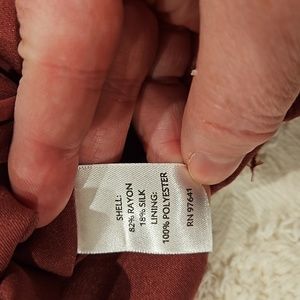 SHELL:
82% RAYON
18% SILK
LINING:
100% POLYESTER
RN 97641